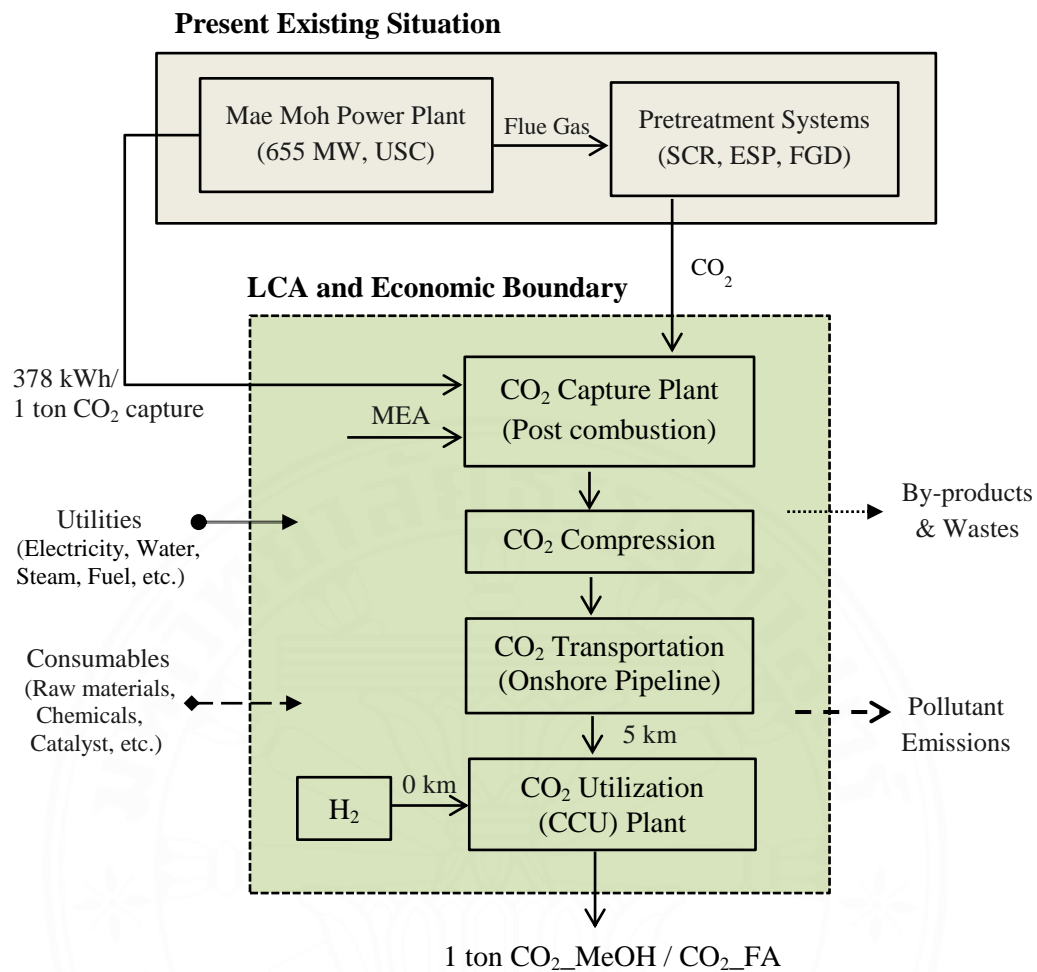 Present Existing Situation
Mae Moh Power Plant
(655 MW, USC)
Flue Gas
Pretreatment Systems
(SCR, ESP, FGD)
CO₂
LCA and Economic Boundary
378 kWh/
1 ton CO₂ capture
MEA
CO₂ Capture Plant
(Post combustion)
Utilities
(Electricity, Water,
Steam, Fuel, etc.)
By-products
& Wastes
CO₂ Compression
CO₂ Transportation
(Onshore Pipeline)
Consumables
(Raw materials,
Chemicals,
Catalyst, etc.)
Pollutant
Emissions
5 km
0 km
H₂
CO₂ Utilization
(CCU) Plant
1 ton CO₂_MeOH / CO₂_FA